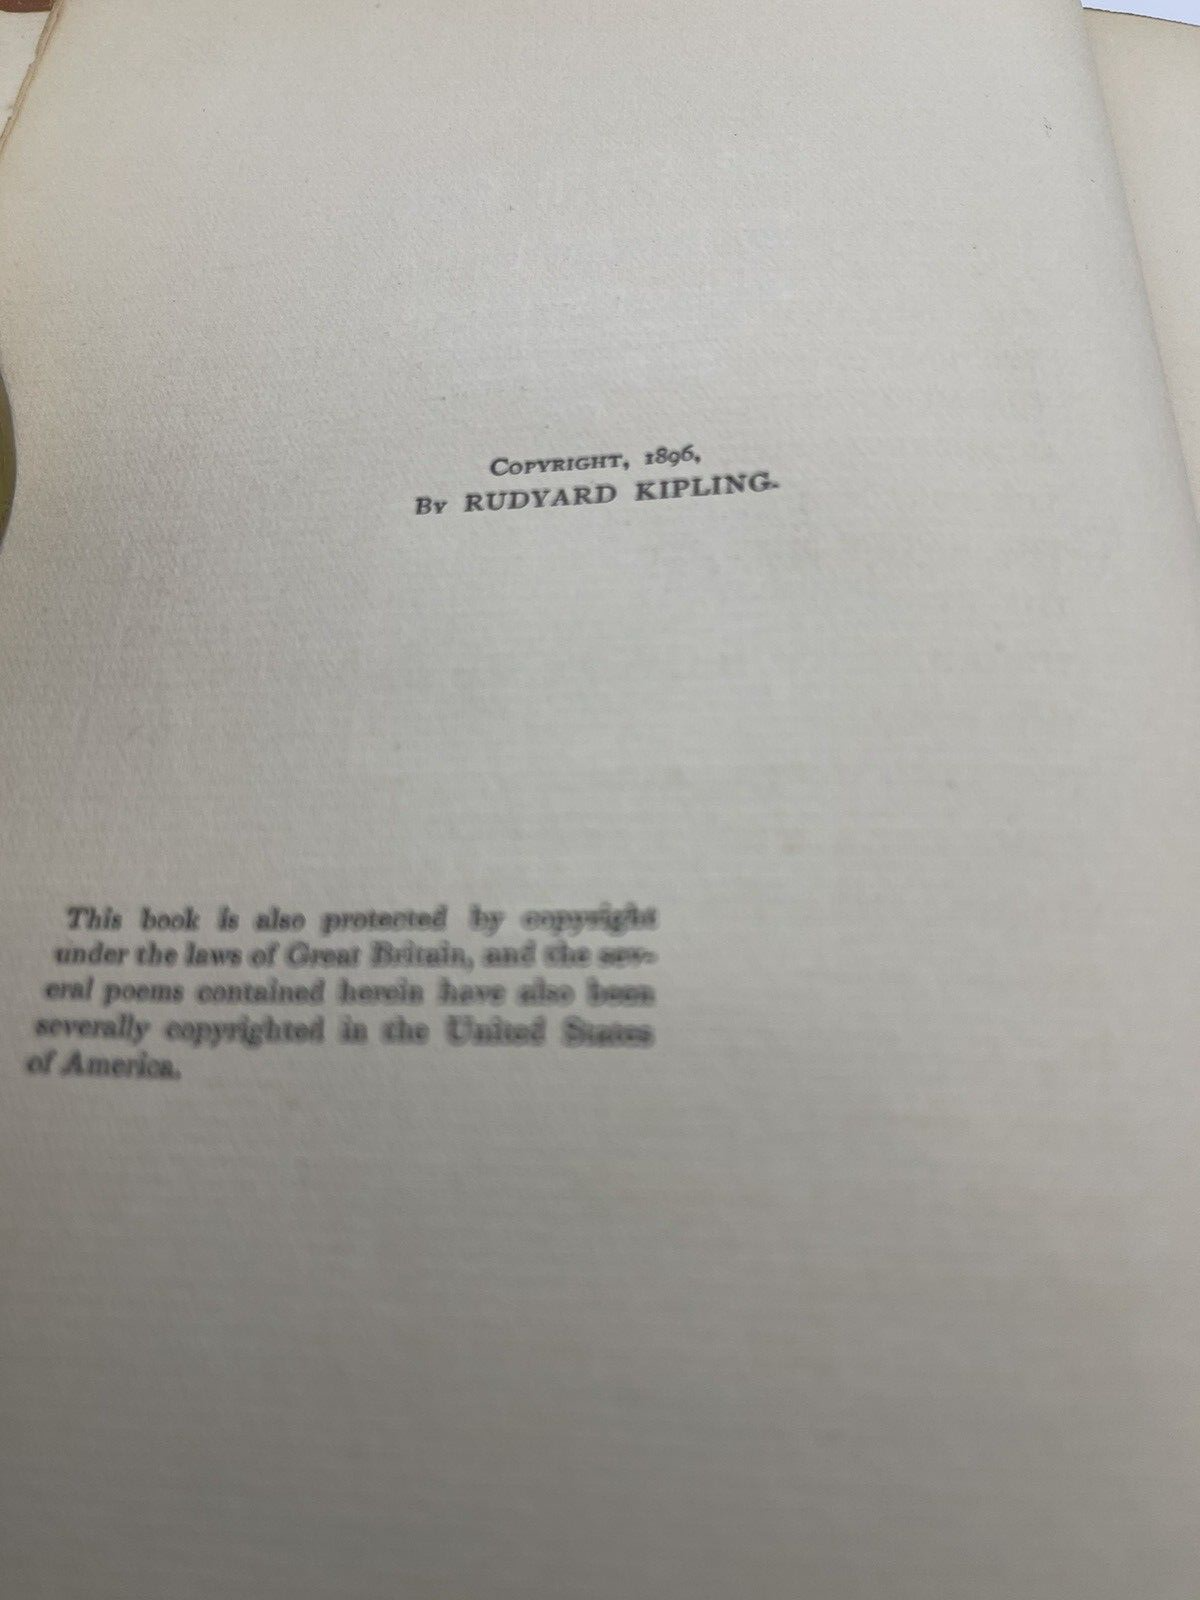 COPYRIGHT, 1896,
By RUDYARD KIPLING.
This book is also protected by copyright
under the laws of Great Britain, and the sev-
eral poems contained herein have also been
severally copyrighted in the United States
of America.